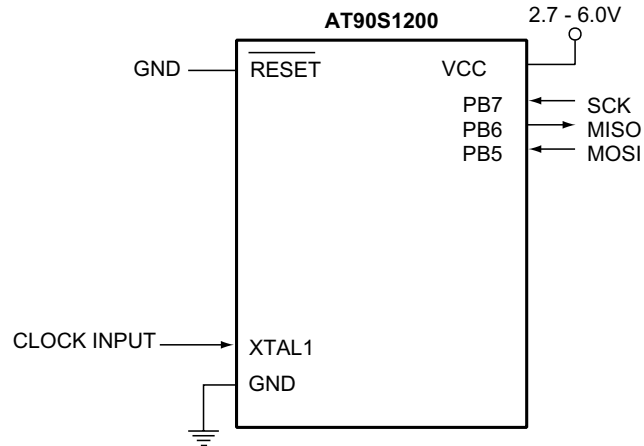 AT90S1200
2.7 - 6.0V
GND
RESET
VCC
PB7
SCK
PB6
MISO
PB5
MOSI
CLOCK INPUT
XTAL1
GND